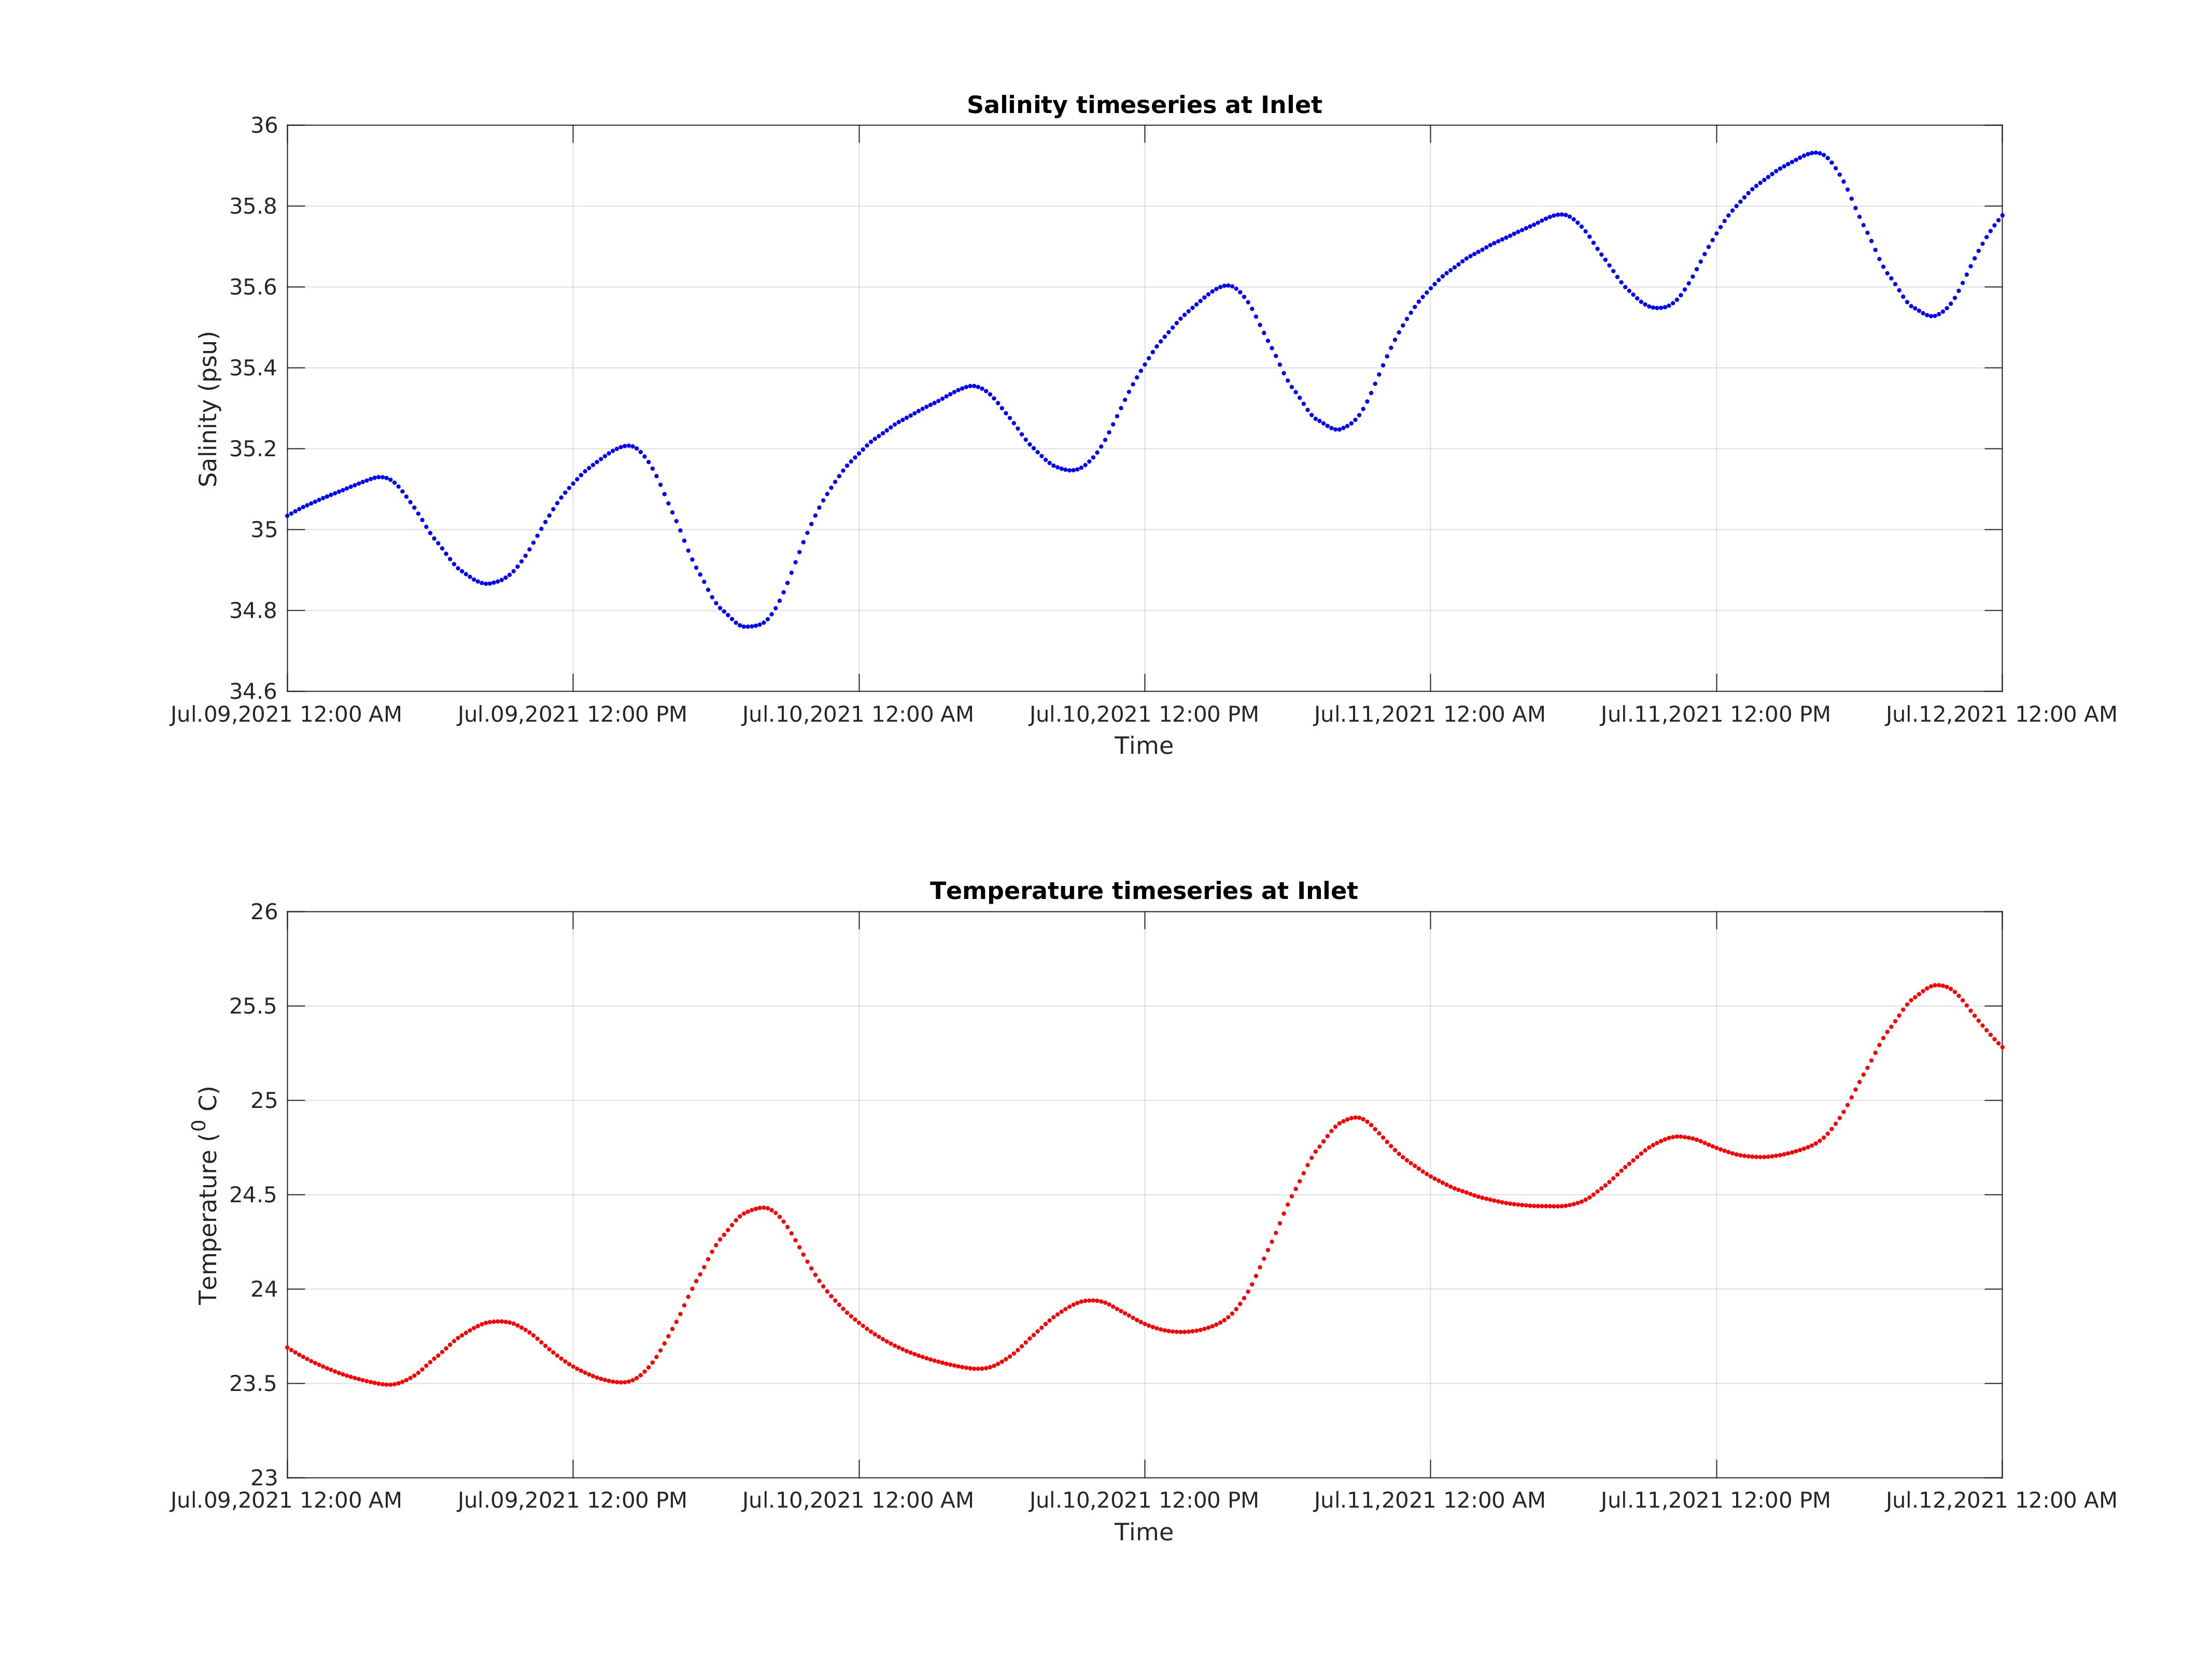 Salinity timeseries at Inlet
36
35.8
35.6
35.4
35.2
35
34.8
34.6
Salinity (psu)
Jul.09,2021 12:00 AM Jul.09,2021 12:00 PM Jul.10,2021 12:00 AM Jul.10,2021 12:00 PM Jul.11,2021 12:00 AM Jul.11,2021 12:00 PM Jul.12,2021 12:00 AM
Time
Temperature timeseries at Inlet
26
25.5
25
24.5
24
23.5
23
Temperature (⁰ C)
Jul.09,2021 12:00 AM Jul.09,2021 12:00 PM Jul.10,2021 12:00 AM Jul.10,2021 12:00 PM Jul.11,2021 12:00 AM Jul.11,2021 12:00 PM Jul.12,2021 12:00 AM
Time